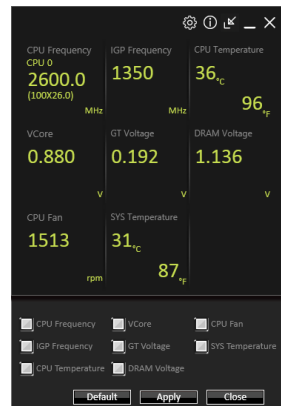 CPU Frequency IGP Frequency CPU Temperature
CPU 0
2600.0 1350 36°C
(100X26.0)
MHz MHz 96°F
VCore GT Voltage DRAM Voltage
0.880 0.192 1.136
V V V
CPU Fan SYS Temperature
1513 31°C
rpm 87°F
CPU Frequency VCore CPU Fan
IGP Frequency GT Voltage SYS Temperature
CPU Temperature DRAM Voltage
Default Apply Close